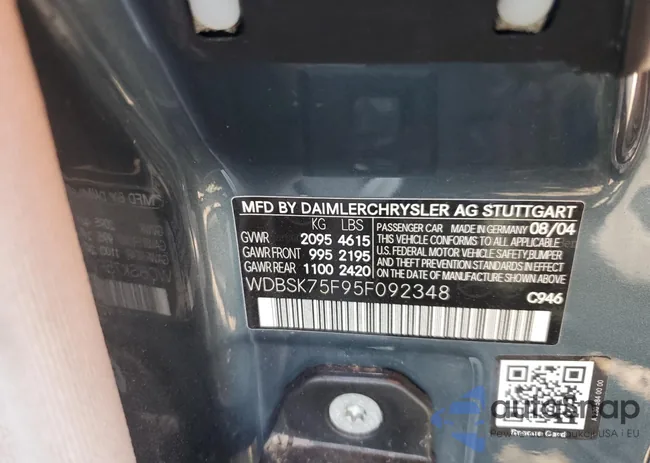 MFD BY DAIMLERCHRYSLER AG STUTTGART
KG LBS
GVWR 2095 4615
GAWR FRONT 995 2195
GAWR REAR 1100 2420
PASSENGER CAR MADE IN GERMANY 08/04
THIS VEHICLE CONFORMS TO ALL APPLICABLE
U.S. FEDERAL MOTOR VEHICLE SAFETY, BUMPER
AND THEFT PREVENTION STANDARDS IN EFFECT
ON THE DATE OF MANUFACTURE SHOWN ABOVE
WDBSK75F95F092348
C946
autosnap
USA i EU